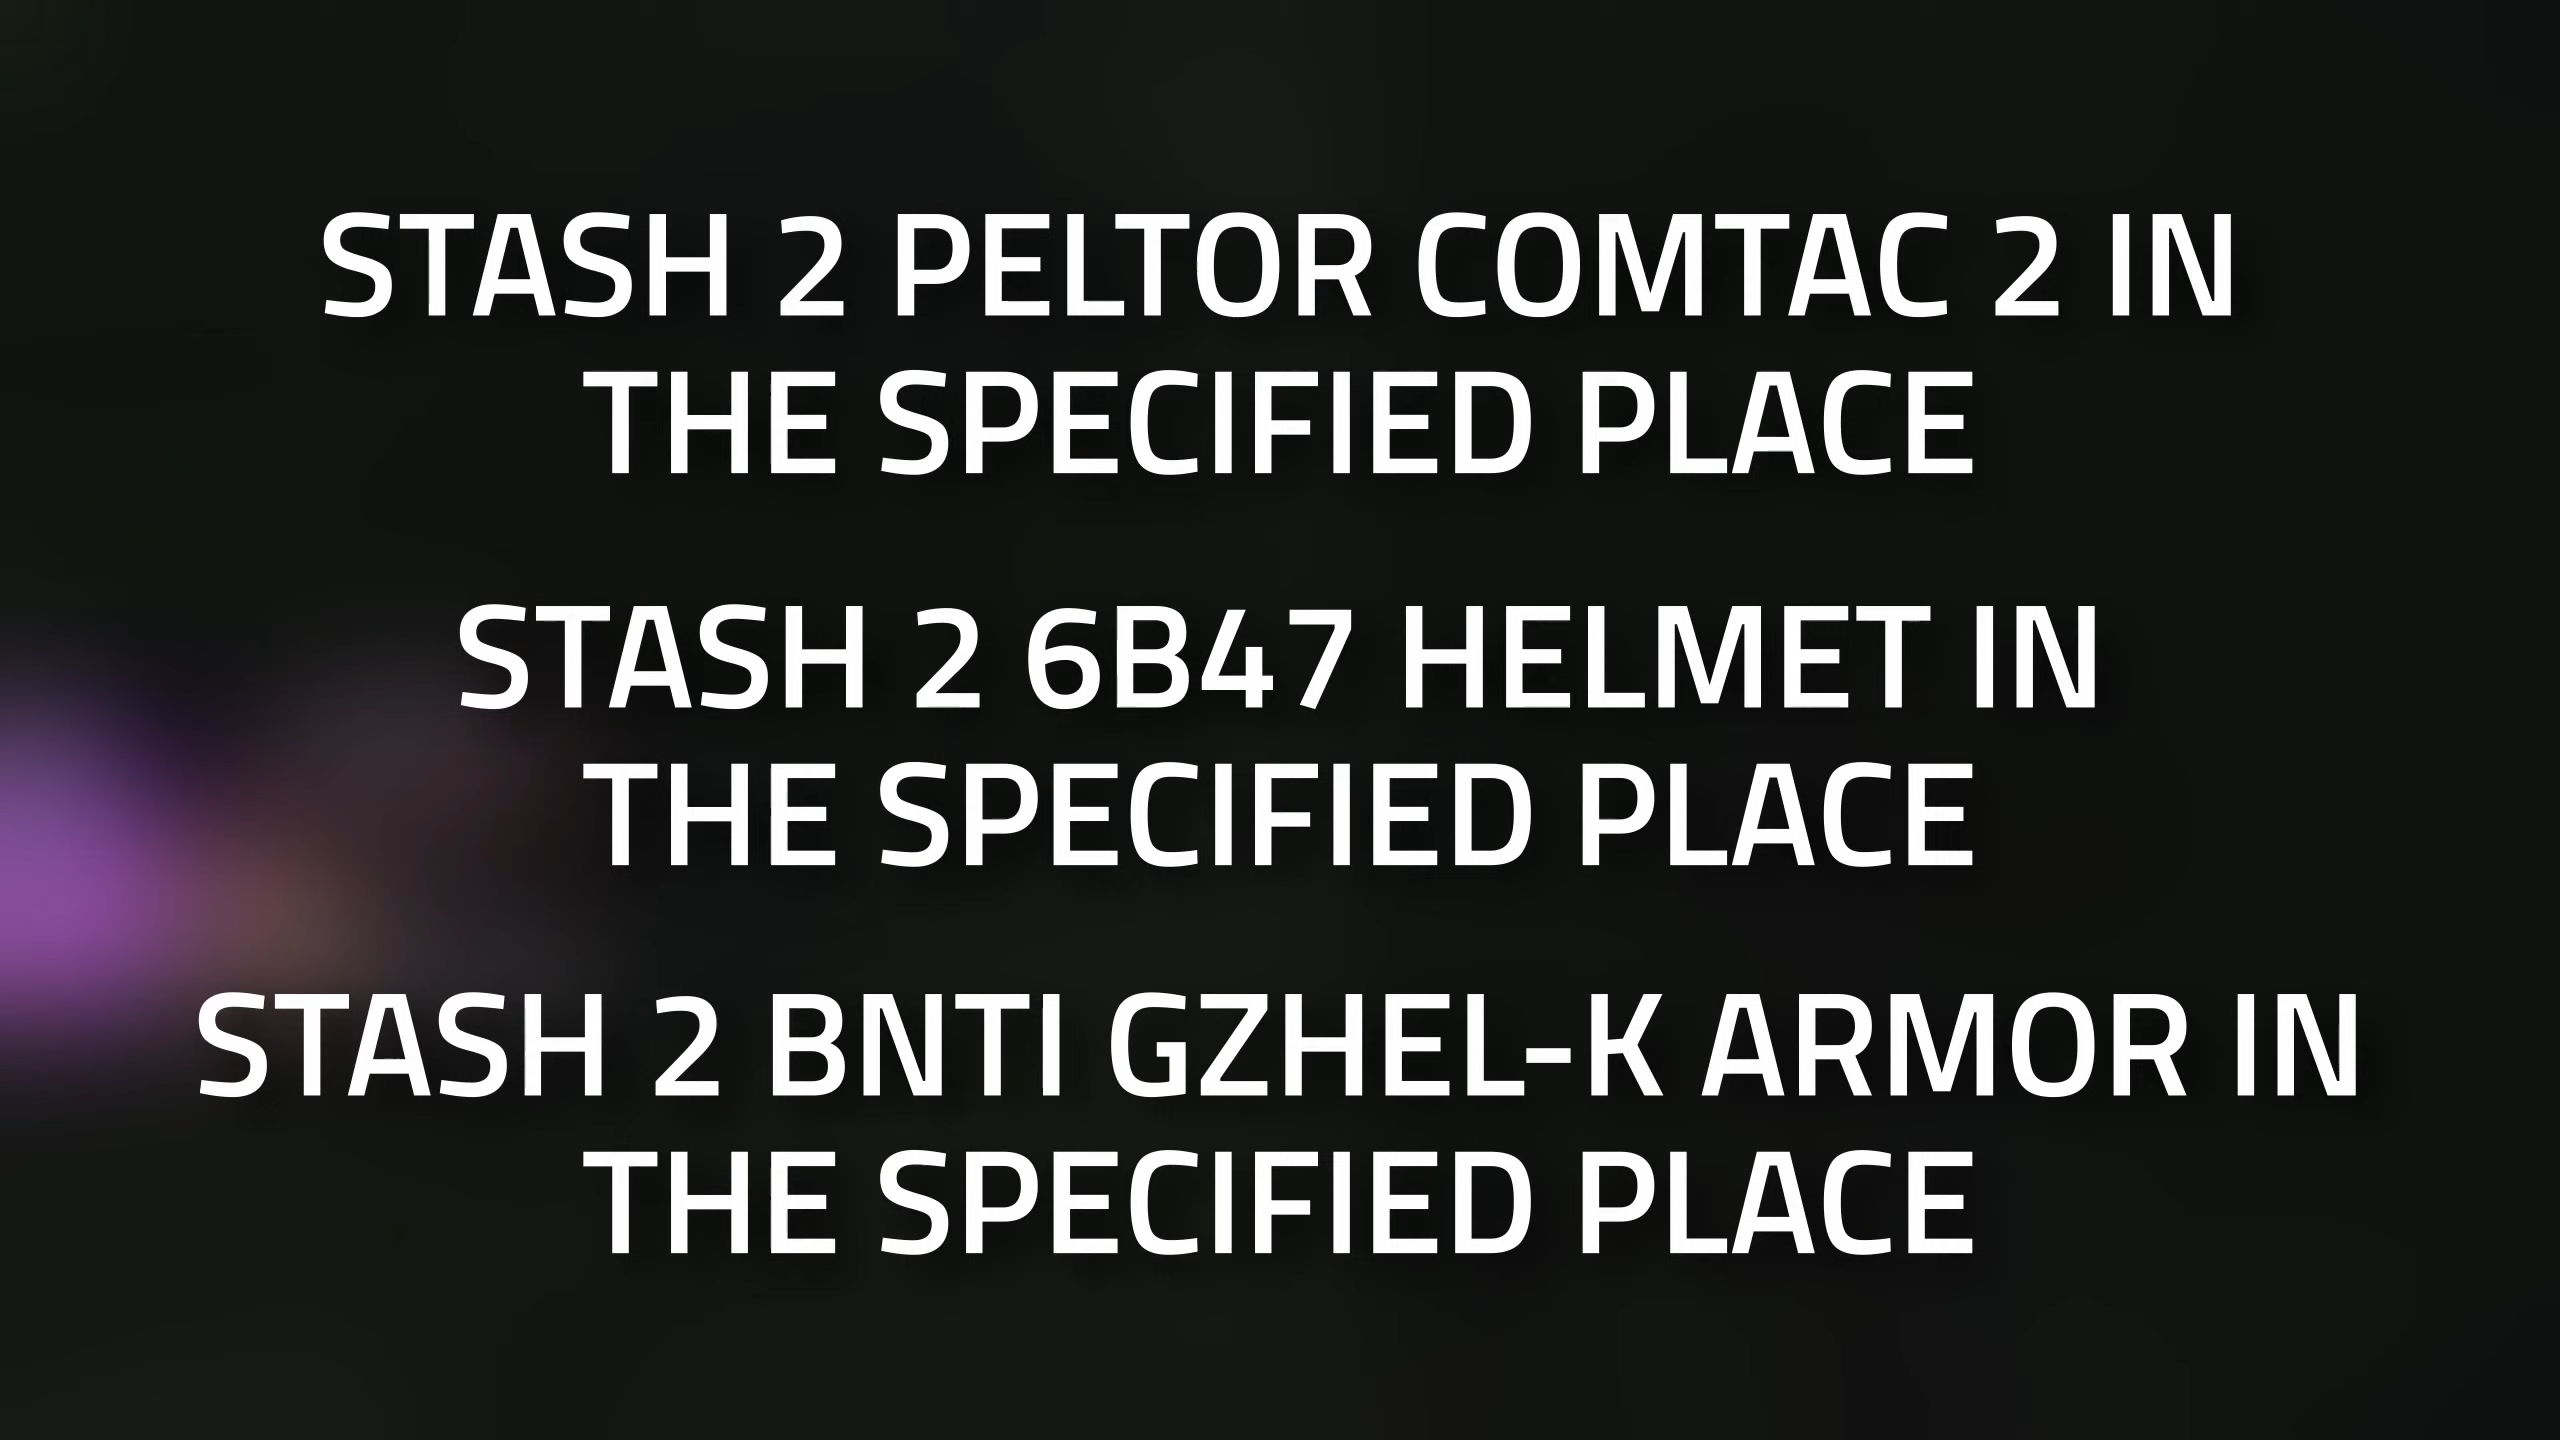 STASH 2 PELTOR COMTAC 2 IN
THE SPECIFIED PLACE
STASH 2 6B47 HELMET IN
THE SPECIFIED PLACE
STASH 2 BNTI GZHEL-K ARMOR IN
THE SPECIFIED PLACE